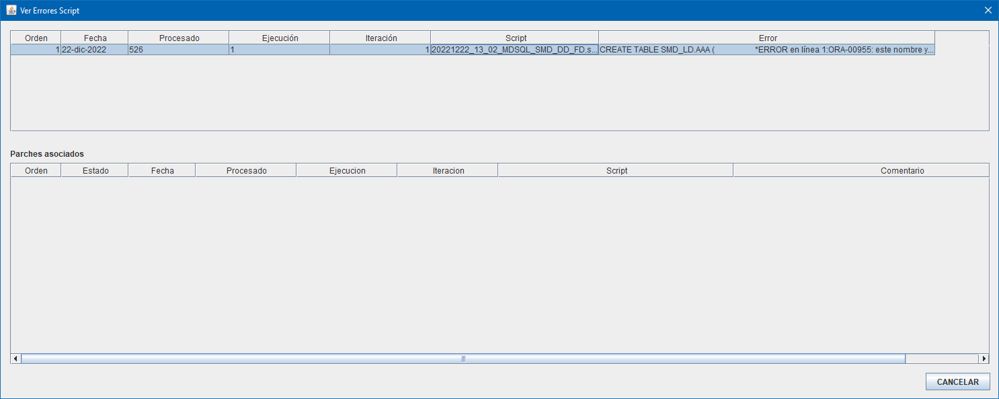 Ver Errores Script
Orden Fecha Procesado Ejecución Iteración Script Error
1 22-dic-2022 526 1 1 20221222_13_02_MDSQL_SMD_DD_FD.s... CREATE TABLE SMD_LD.AAA ( *ERROR en línea 1:ORA-00955: este nombre y...
Parches asociados
Orden Estado Fecha Procesado Ejecucion Iteracion Script Comentario
CANCELAR